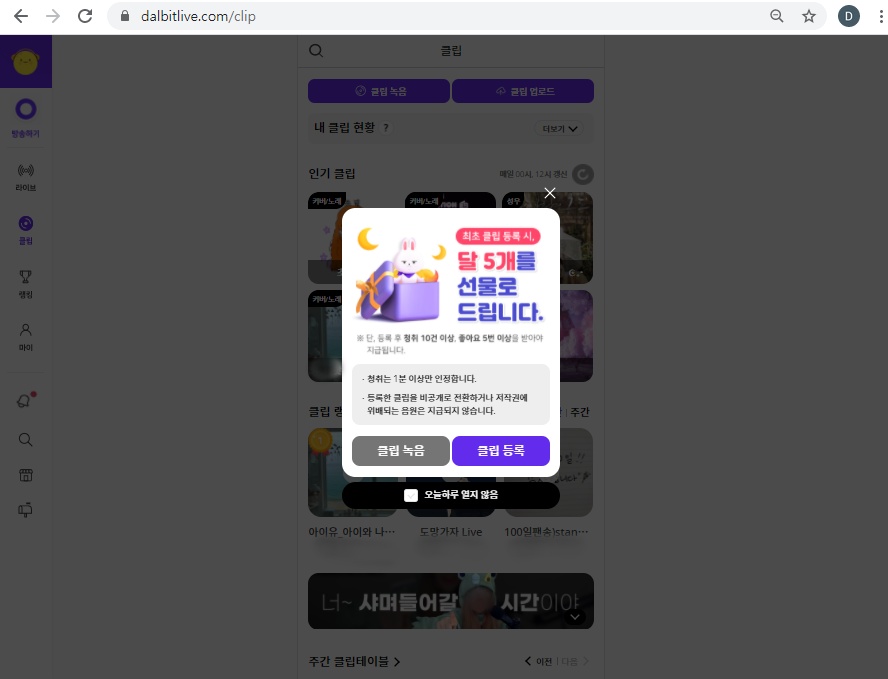 dalbitlive.com/clip
D
클립
클립 녹음
클립 업로드
방송하기
내 클립 현황 ?
더보기
라이브
인기 클립
매일 00시, 12시 갱신
커버/노래
커버/노래
성우
클립
최초 클립 등록 시,
달 5개를
선물로
드립니다.
랭킹
커버/노래
마이
※ 단, 등록 후 청취 10건 이상, 좋아요 5번 이상을 받아야
지급됩니다.
· 청취는 1분 이상만 인정합니다.
· 등록한 클립을 비공개로 전환하거나 저작권에
위배되는 음원은 지급되지 않습니다.
클립 랭
주간
클립 녹음
클립 등록
오늘하루 열지 않음
아이유_아이와 나···
도망가자 Live
100일팬송)stan···
너~ 샤며들어갈 시간이야
주간 클립테이블
이전 | 다음